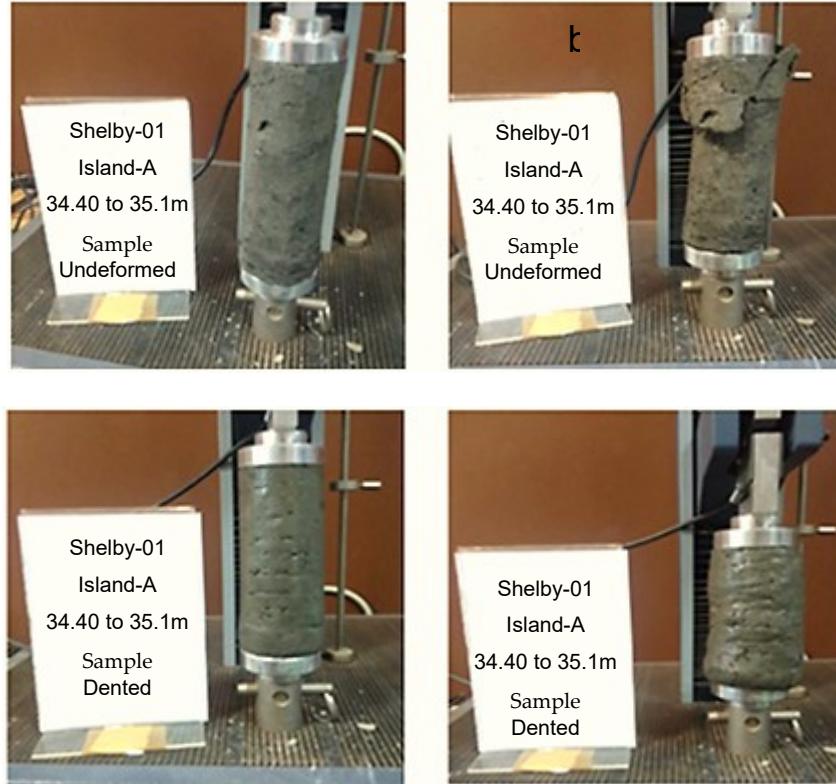 b
Shelby-01
Island-A
34.40 to 35.1m
Sample
Undeformed
Shelby-01
Island-A
34.40 to 35.1m
Sample
Undeformed
Shelby-01
Island-A
34.40 to 35.1m
Sample
Dented
Shelby-01
Island-A
34.40 to 35.1m
Sample
Dented